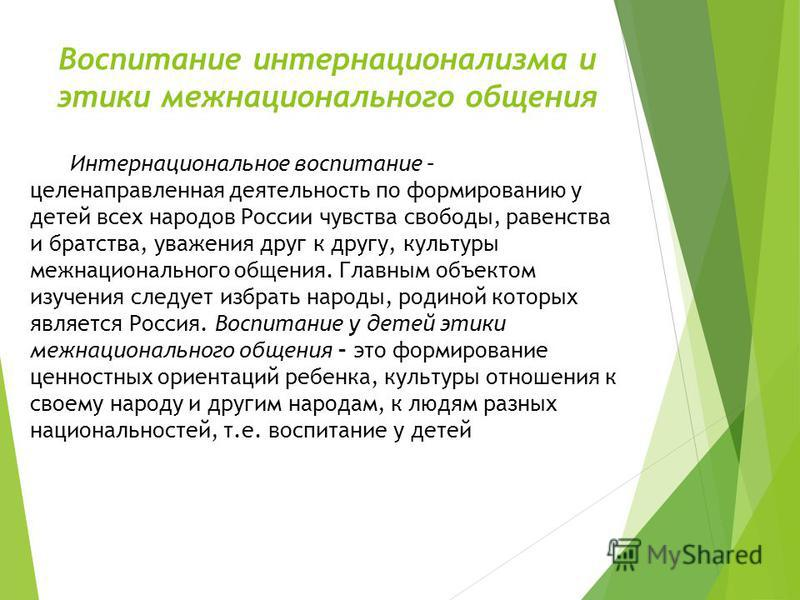 Воспитание интернационализма и
этики межнационального общения
Интернациональное воспитание –
целенаправленная деятельность по формированию у
детей всех народов России чувства свободы, равенства
и братства, уважения друг к другу, культуры
межнационального общения. Главным объектом
изучения следует избрать народы, родиной которых
является Россия. Воспитание у детей этики
межнационального общения – это формирование
ценностных ориентаций ребенка, культуры отношения к
своему народу и другим народам, к людям разных
национальностей, т.е. воспитание у детей
MyShared